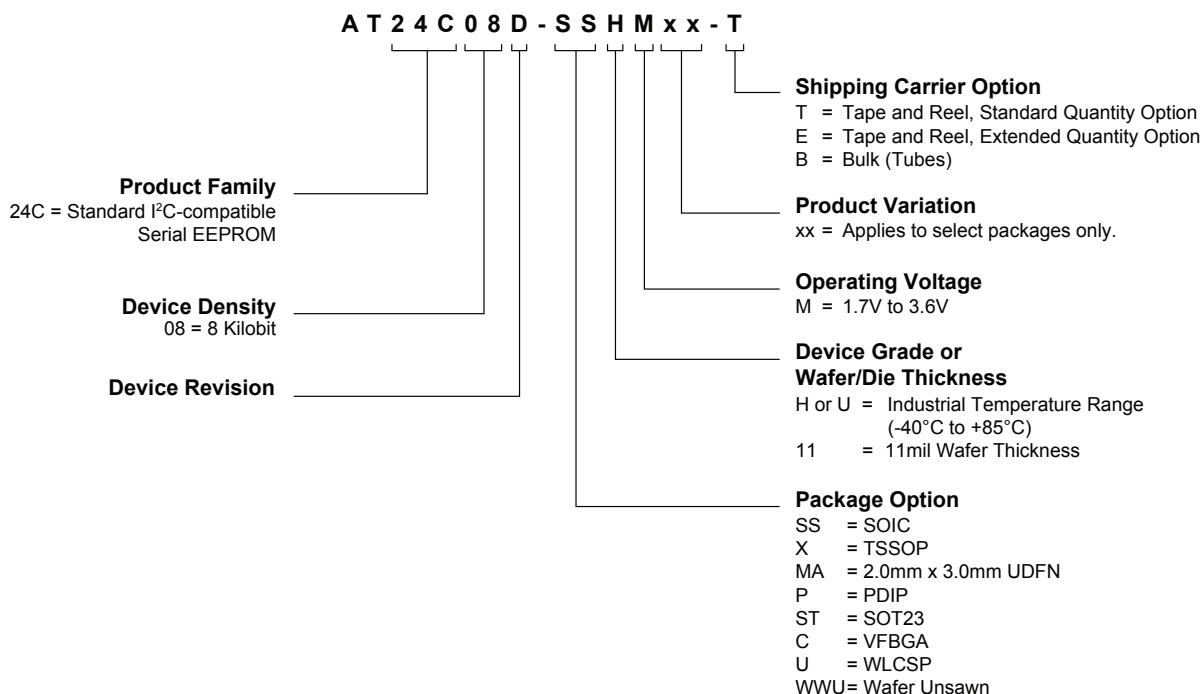 AT24C08D-SSHMxx-T
Shipping Carrier Option
T = Tape and Reel, Standard Quantity Option
E = Tape and Reel, Extended Quantity Option
B = Bulk (Tubes)
Product Family
24C = Standard I²C-compatible
Serial EEPROM
Product Variation
xx = Applies to select packages only.
Operating Voltage
M = 1.7V to 3.6V
Device Density
08 = 8 Kilobit
Device Grade or
Wafer/Die Thickness
H or U = Industrial Temperature Range
(-40°C to +85°C)
11 = 11mil Wafer Thickness
Device Revision
Package Option
SS = SOIC
X = TSSOP
MA = 2.0mm x 3.0mm UDFN
P = PDIP
ST = SOT23
C = VFBGA
U = WLCSP
WWU= Wafer Unsawn